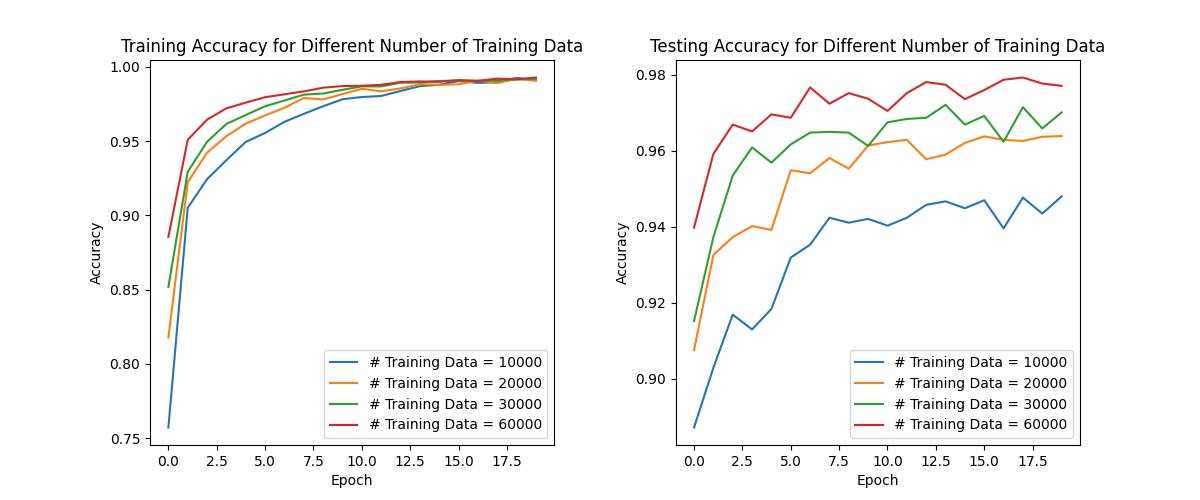 Training Accuracy for Different Number of Training Data
1.00
0.95
0.90
0.85
0.80
0.75
Accuracy
0.0 2.5 5.0 7.5 10.0 12.5 15.0 17.5
Epoch
# Training Data = 10000
# Training Data = 20000
# Training Data = 30000
# Training Data = 60000
Testing Accuracy for Different Number of Training Data
0.98
0.96
0.94
0.92
0.90
Accuracy
0.0 2.5 5.0 7.5 10.0 12.5 15.0 17.5
Epoch
# Training Data = 10000
# Training Data = 20000
# Training Data = 30000
# Training Data = 60000